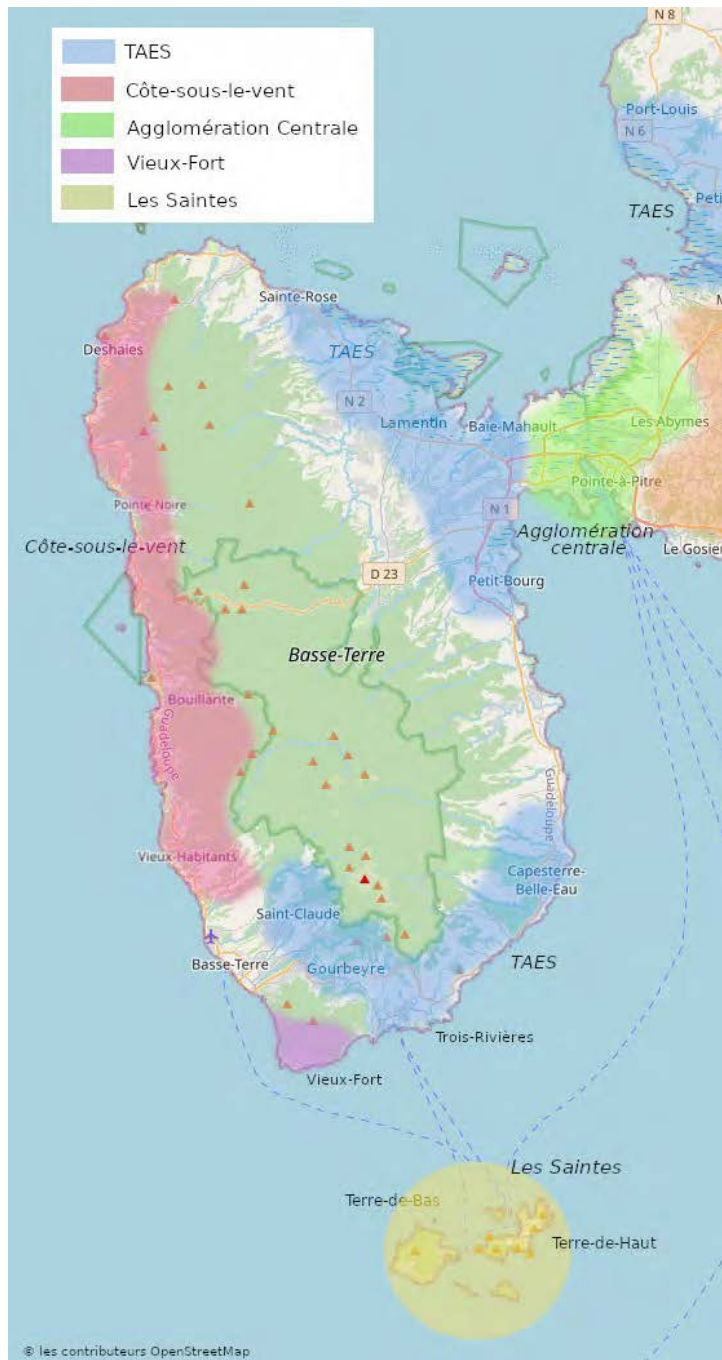 TAES
Côte-sous-le-vent
Agglomération Centrale
Vieux-Fort
Les Saintes
N 8
Port-Louis
N 6
TAES
Sainte-Rose
Deshaies
TAES
N 2
Lamentin
Baie-Mahault
Les Abymes
Pointe-à-Pitre
Pointe Noire
N 1
Côte-sous-le-vent
Agglomération
centrale
Le Gosier
D 23
Petit-Bourg
Basse-Terre
Bouillante
Guadeloupe
Guadeloupe
Vieux-Habitants
Capesterre-
Belle-Eau
Saint-Claude
Basse-Terre
Gourbeyre
TAES
Trois-Rivières
Vieux-Fort
Les Saintes
Terre-de-Bas
Terre-de-Haut
© les contributeurs OpenStreetMap